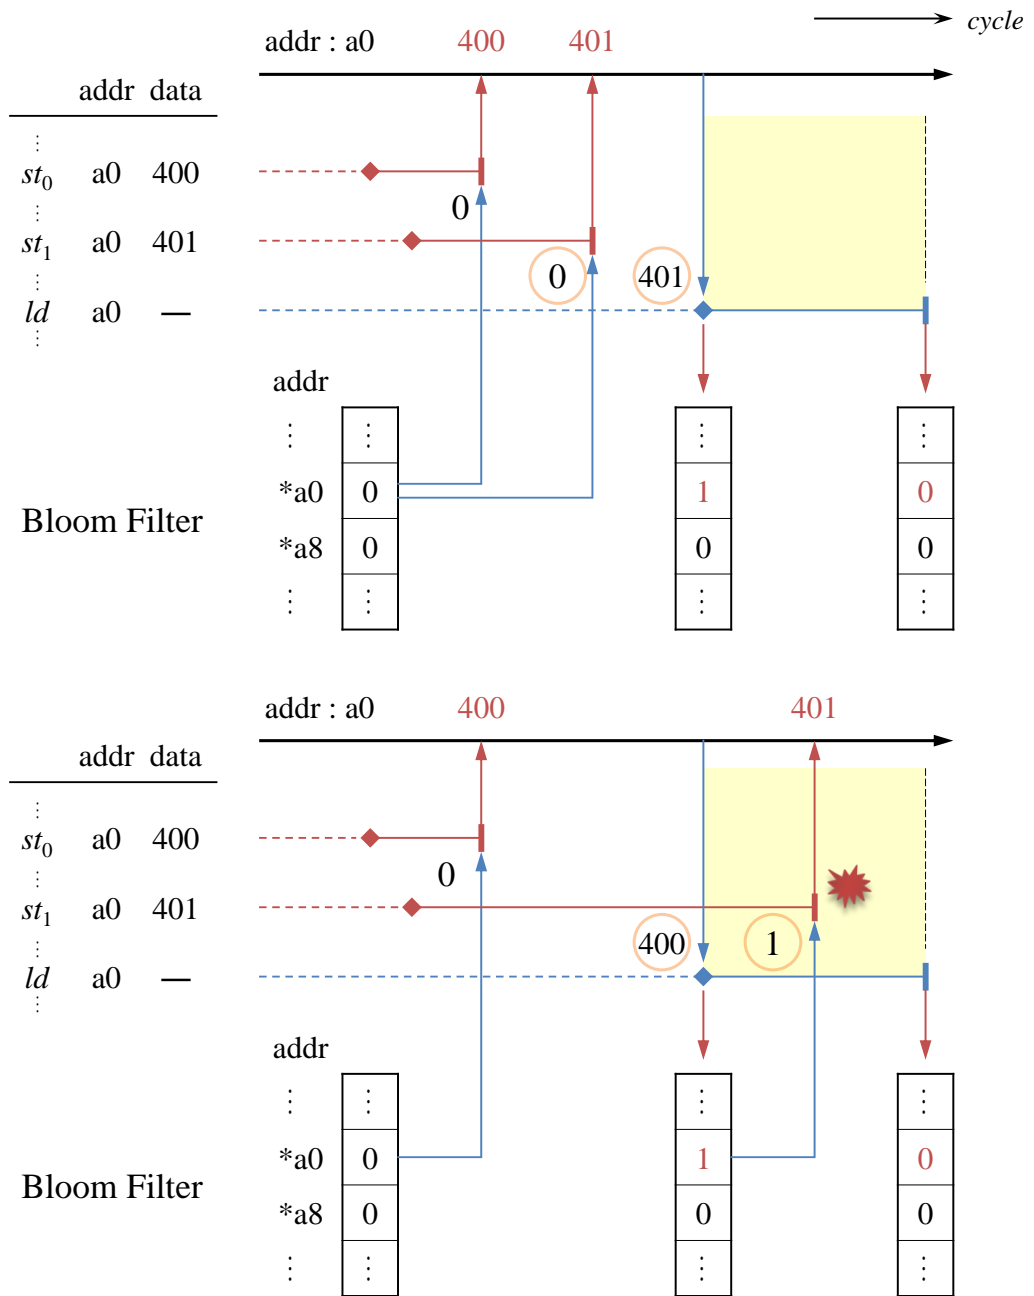 cycle
addr : a0 400 401
addr data
⋮
st0 a0 400
0
⋮
st1 a0 401
0 401
⋮
ld a0 —
⋮
addr
⋮ ⋮ ⋮ ⋮
*a0 0 1 0
Bloom Filter
*a8 0 0 0
⋮ ⋮ ⋮ ⋮
addr : a0 400 401
addr data
⋮
st0 a0 400
0
⋮
st1 a0 401
400 1
⋮
ld a0 —
⋮
addr
⋮ ⋮ ⋮ ⋮
*a0 0 1 0
Bloom Filter
*a8 0 0 0
⋮ ⋮ ⋮ ⋮